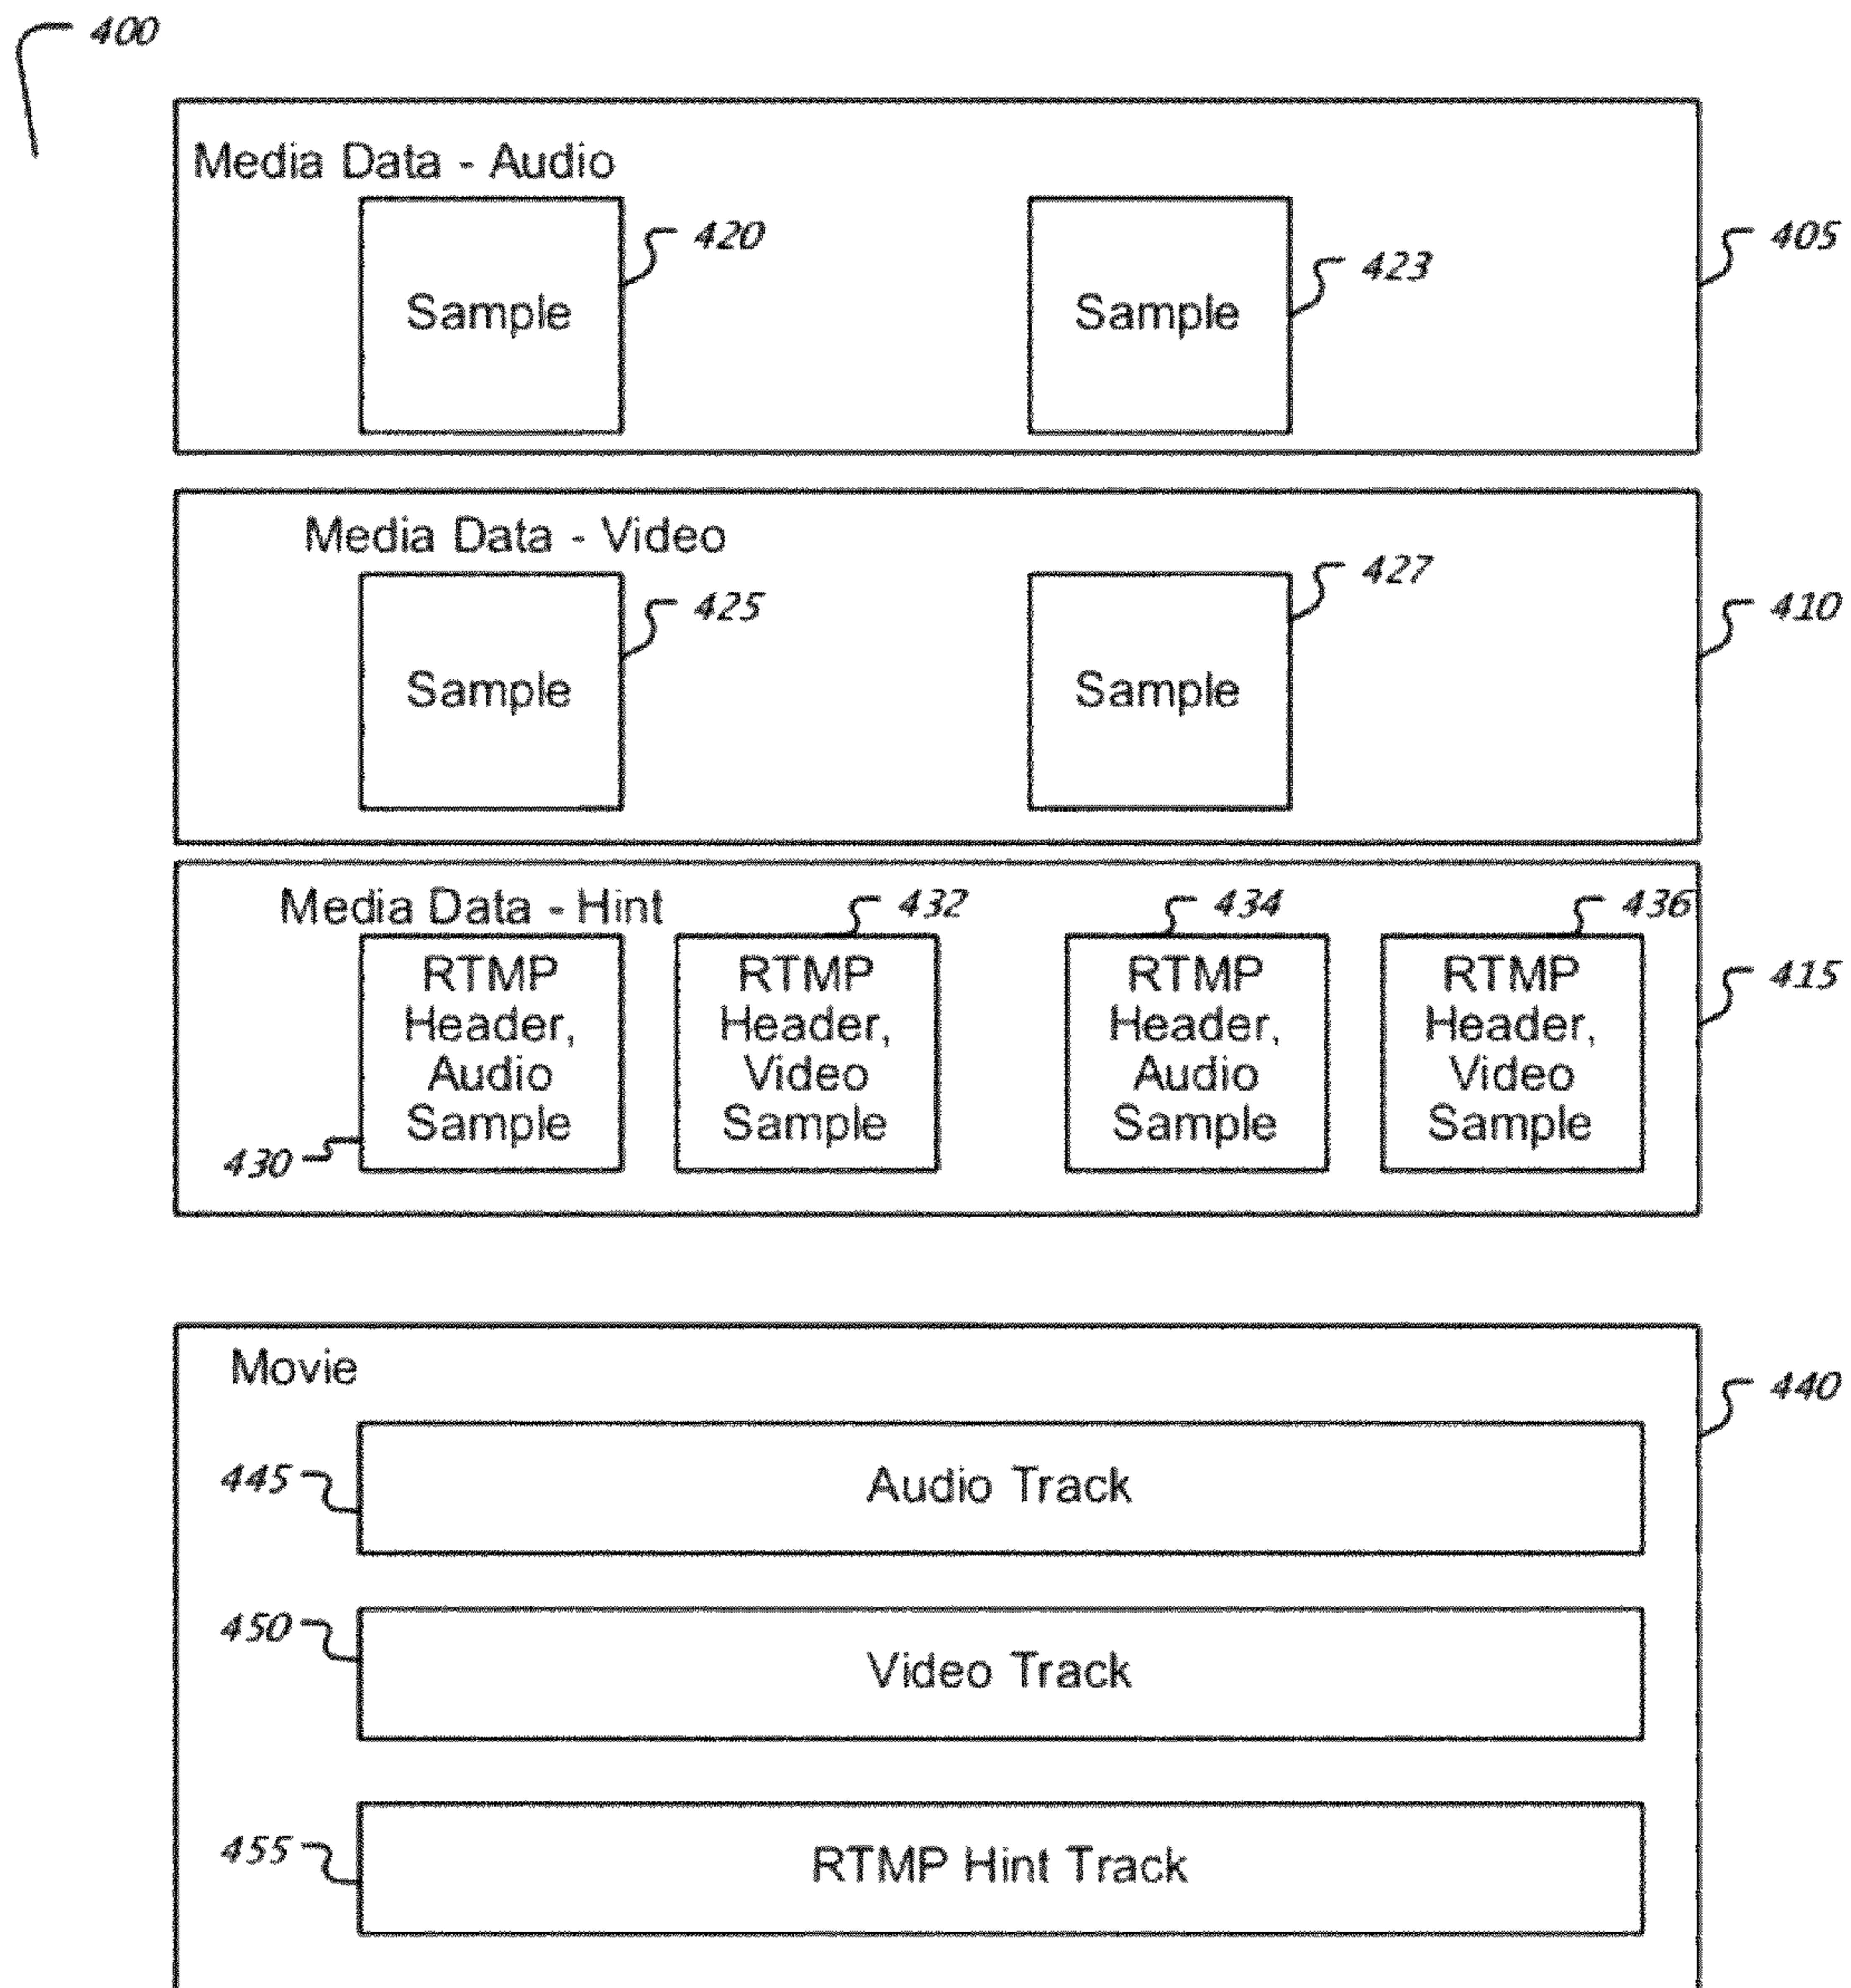 400
Media Data - Audio
Sample
420
Sample
423
405
Media Data - Video
Sample
425
Sample
427
410
Media Data - Hint
432
434
436
RTMP
Header,
Audio
Sample
430
RTMP
Header,
Video
Sample
RTMP
Header,
Audio
Sample
RTMP
Header,
Video
Sample
415
Movie
440
445
Audio Track
450
Video Track
455
RTMP Hint Track